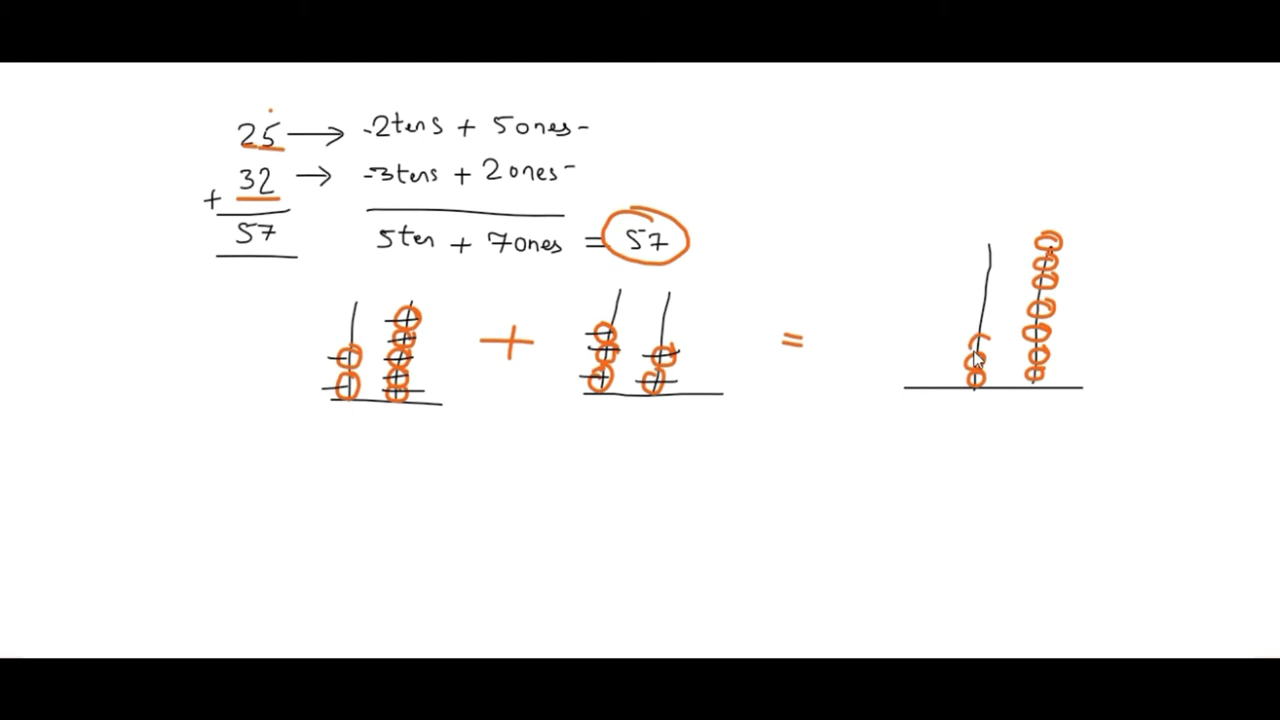 25 → -2tens + 5ones-
+ 32 → -3tens + 2ones-
57 5ten + 7ones = 57
+ =